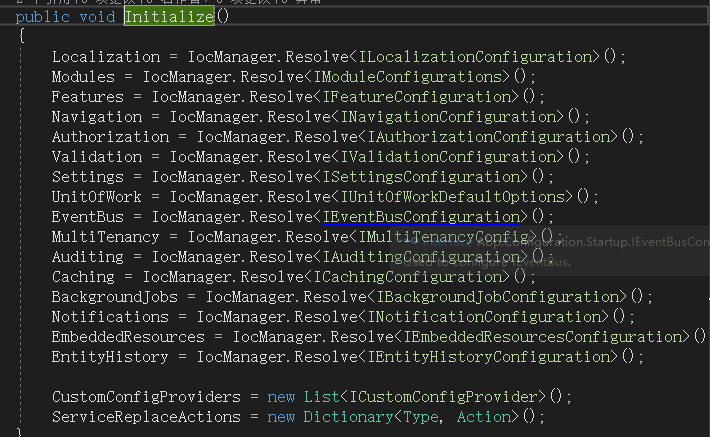 public void Initialize()
{
Localization = IocManager.Resolve<ILocalizationConfiguration>();
Modules = IocManager.Resolve<IModuleConfigurations>();
Features = IocManager.Resolve<IFeatureConfiguration>();
Navigation = IocManager.Resolve<INavigationConfiguration>();
Authorization = IocManager.Resolve<IAuthorizationConfiguration>();
Validation = IocManager.Resolve<IValidationConfiguration>();
Settings = IocManager.Resolve<ISettingsConfiguration>();
UnitOfWork = IocManager.Resolve<IUnitOfWorkDefaultOptions>();
EventBus = IocManager.Resolve<IEventBusConfiguration>();
MultiTenancy = IocManager.Resolve<IMultiTenancyConfig>();
Auditing = IocManager.Resolve<IAuditingConfiguration>();
Caching = IocManager.Resolve<ICachingConfiguration>();
BackgroundJobs = IocManager.Resolve<IBackgroundJobConfiguration>();
Notifications = IocManager.Resolve<INotificationConfiguration>();
EmbeddedResources = IocManager.Resolve<IEmbeddedResourcesConfiguration>()
EntityHistory = IocManager.Resolve<IEntityHistoryConfiguration>();
CustomConfigProviders = new List<ICustomConfigProvider>();
ServiceReplaceActions = new Dictionary<Type, Action>();
}